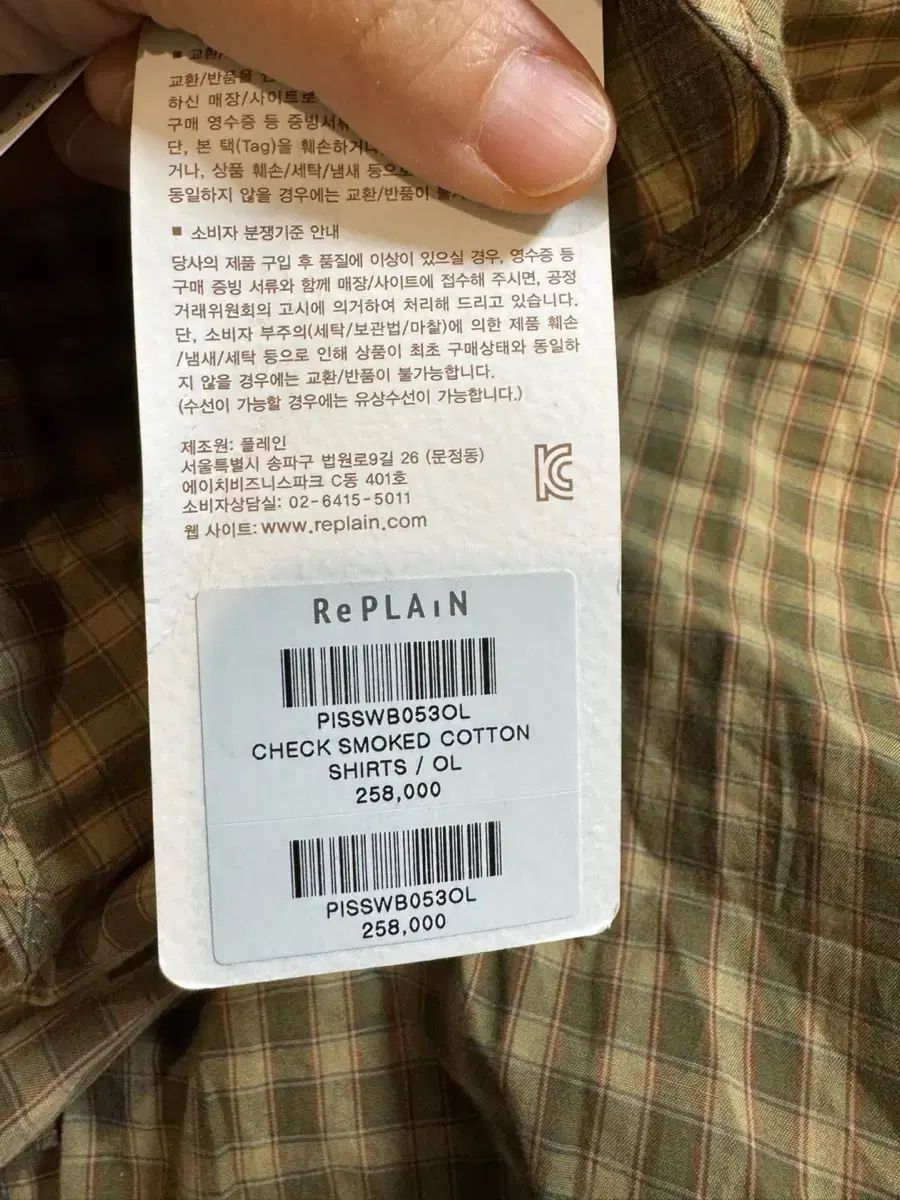 ■ 교환/
교환/반품을
하신 매장/사이트로
구매 영수증 등 증빙서류
단, 본 택(Tag)을 훼손하거나,
거나, 상품 훼손/세탁/냄새 등으로
동일하지 않을 경우에는 교환/반품이
■ 소비자 분쟁기준 안내
당사의 제품 구입 후 품질에 이상이 있으실 경우, 영수증 등
구매 증빙 서류와 함께 매장/사이트에 접수해 주시면, 공정
거래위원회의 고시에 의거하여 처리해 드리고 있습니다.
단, 소비자 부주의(세탁/보관법/마찰)에 의한 제품 훼손
/냄새/세탁 등으로 인해 상품이 최초 구매상태와 동일하
지 않을 경우에는 교환/반품이 불가능합니다.
(수선이 가능할 경우에는 유상수선이 가능합니다.)
제조원: 플레인
서울특별시 송파구 법원로9길 26 (문정동)
에이치비즈니스파크 C동 401호
소비자상담실: 02-6415-5011
웹 사이트: www.replain.com
RePLAiN
PISSWB053OL
CHECK SMOKED COTTON
SHIRTS / OL
258,000
PISSWB053OL
258,000